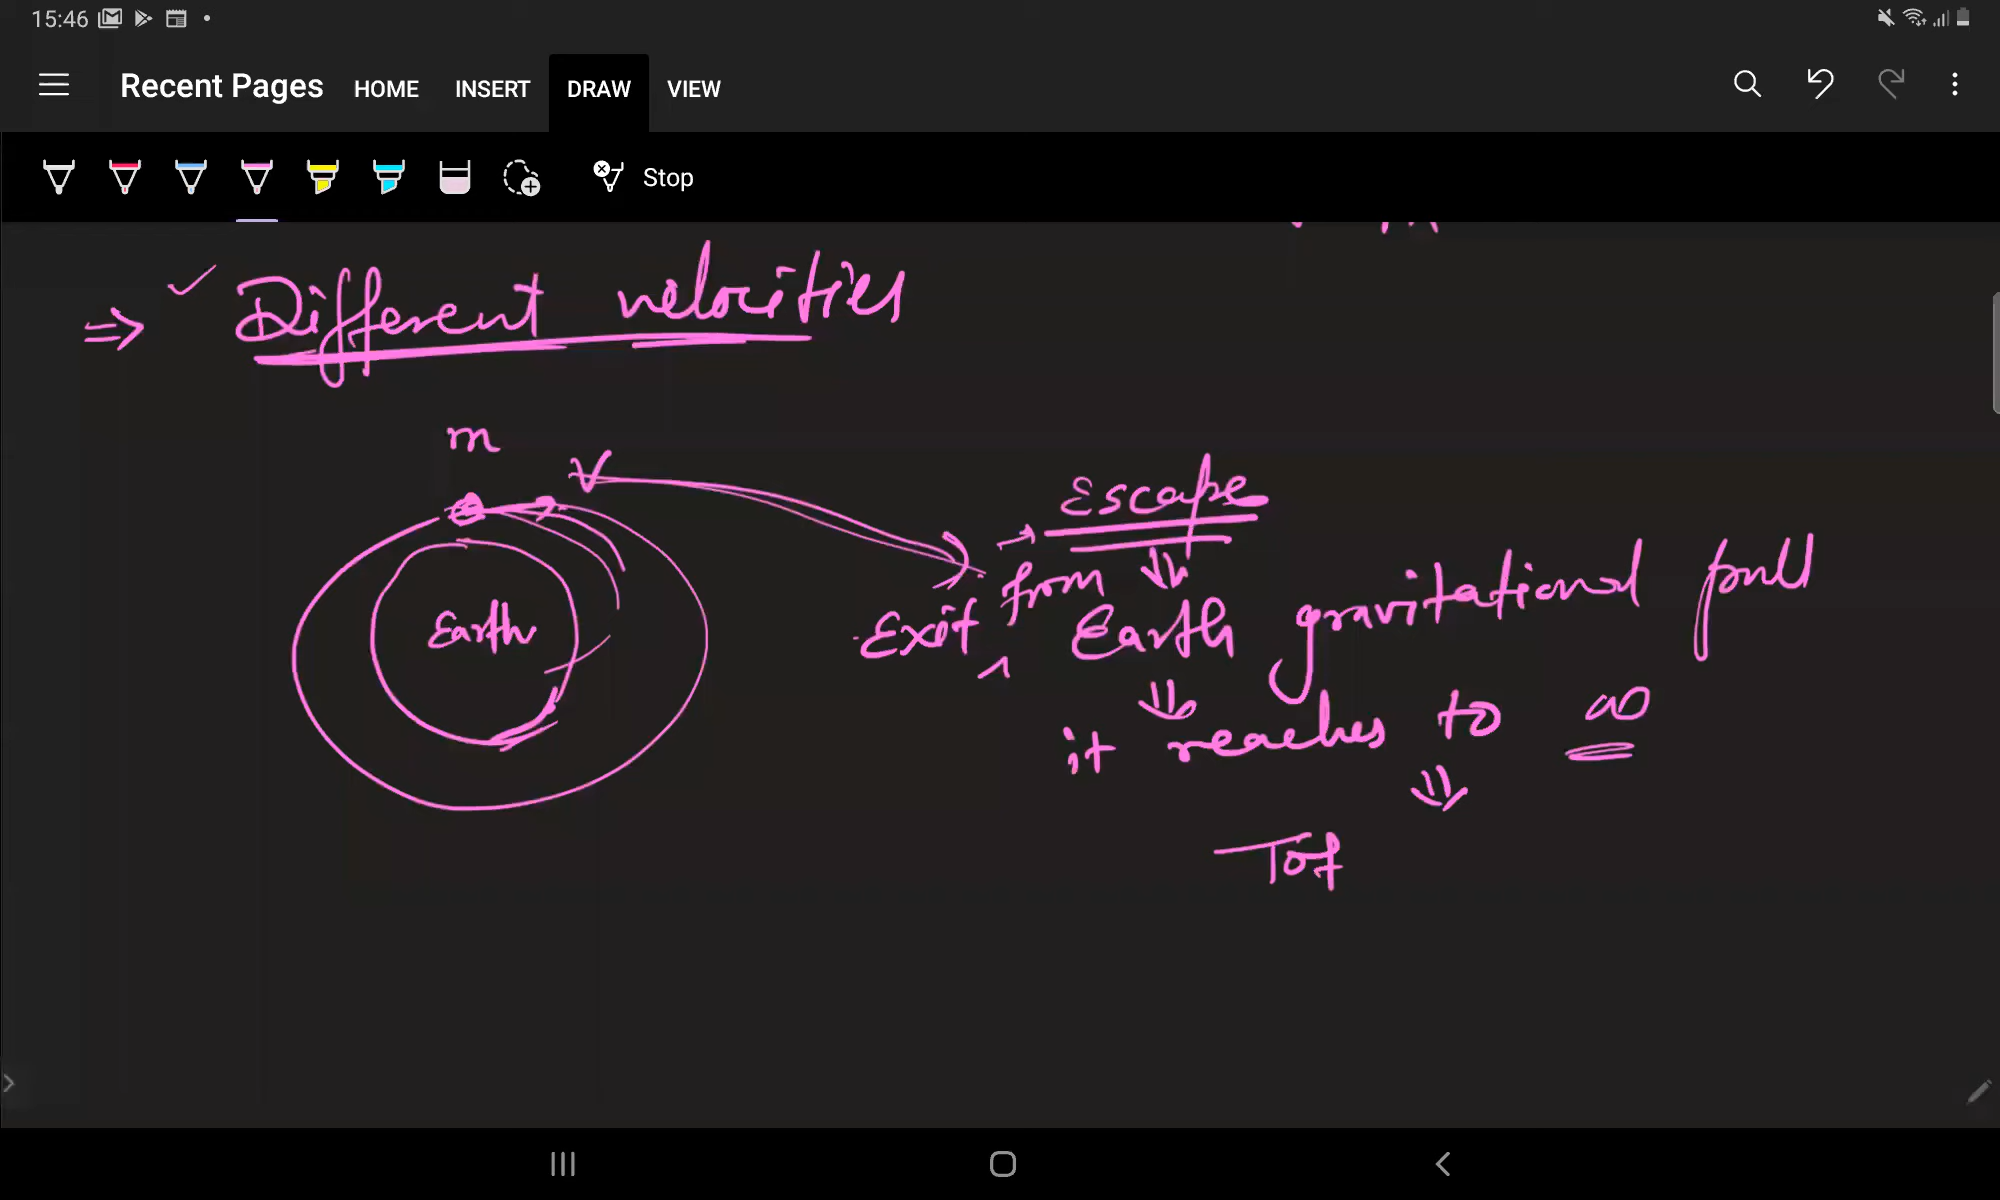 15:46
Recent Pages HOME INSERT DRAW VIEW
Stop
⇒ ✓ Different velocities
m
v
Earth
→ Escape
⇓
Exit from Earth gravitational pull
⇓
it reaches to ∞
⇓
Tot